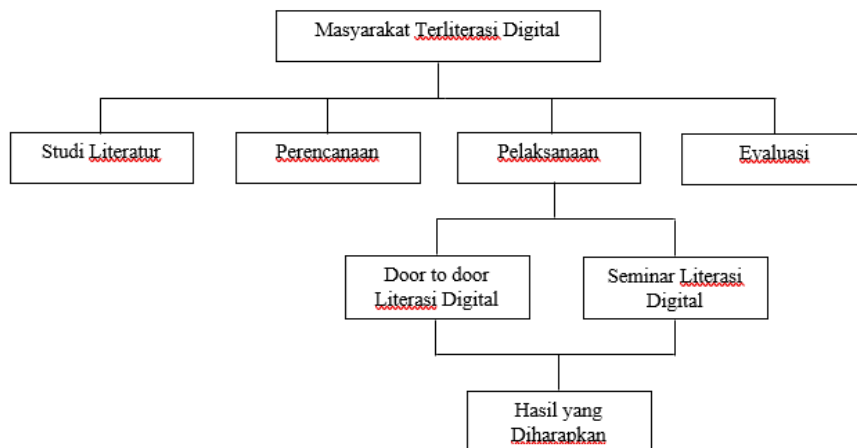 Masyarakat Terliterasi Digital
Studi Literatur
Perencanaan
Pelaksanaan
Evaluasi
Door to door
Literasi Digital
Seminar Literasi
Digital
Hasil yang
Diharapkan